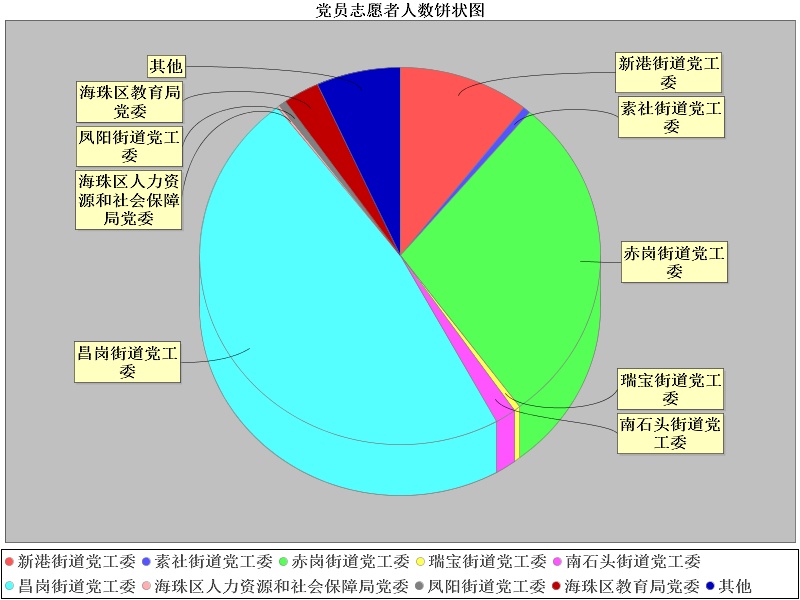 党员志愿者人数饼状图
其他
海珠区教育局
党委
凤阳街道党工
委
海珠区人力资
源和社会保障
局党委
昌岗街道党工
委
新港街道党工
委
素社街道党工
委
赤岗街道党工
委
瑞宝街道党工
委
南石头街道党
工委
新港街道党工委 素社街道党工委 赤岗街道党工委 瑞宝街道党工委 南石头街道党工委
昌岗街道党工委 海珠区人力资源和社会保障局党委 凤阳街道党工委 海珠区教育局党委 其他